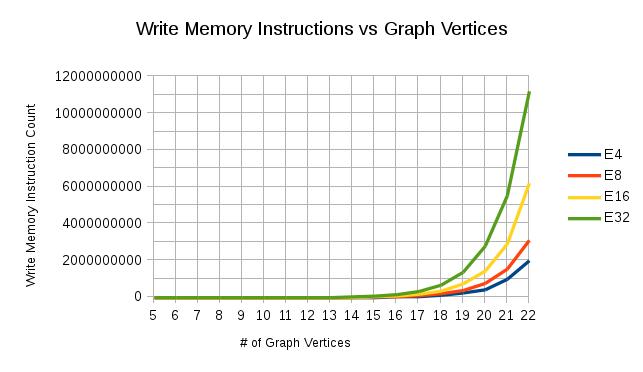 Write Memory Instructions vs Graph Vertices
Write Memory Instruction Count
12000000000
10000000000
8000000000
6000000000
4000000000
2000000000
0
5 6 7 8 9 10 11 12 13 14 15 16 17 18 19 20 21 22
# of Graph Vertices
E4
E8
E16
E32